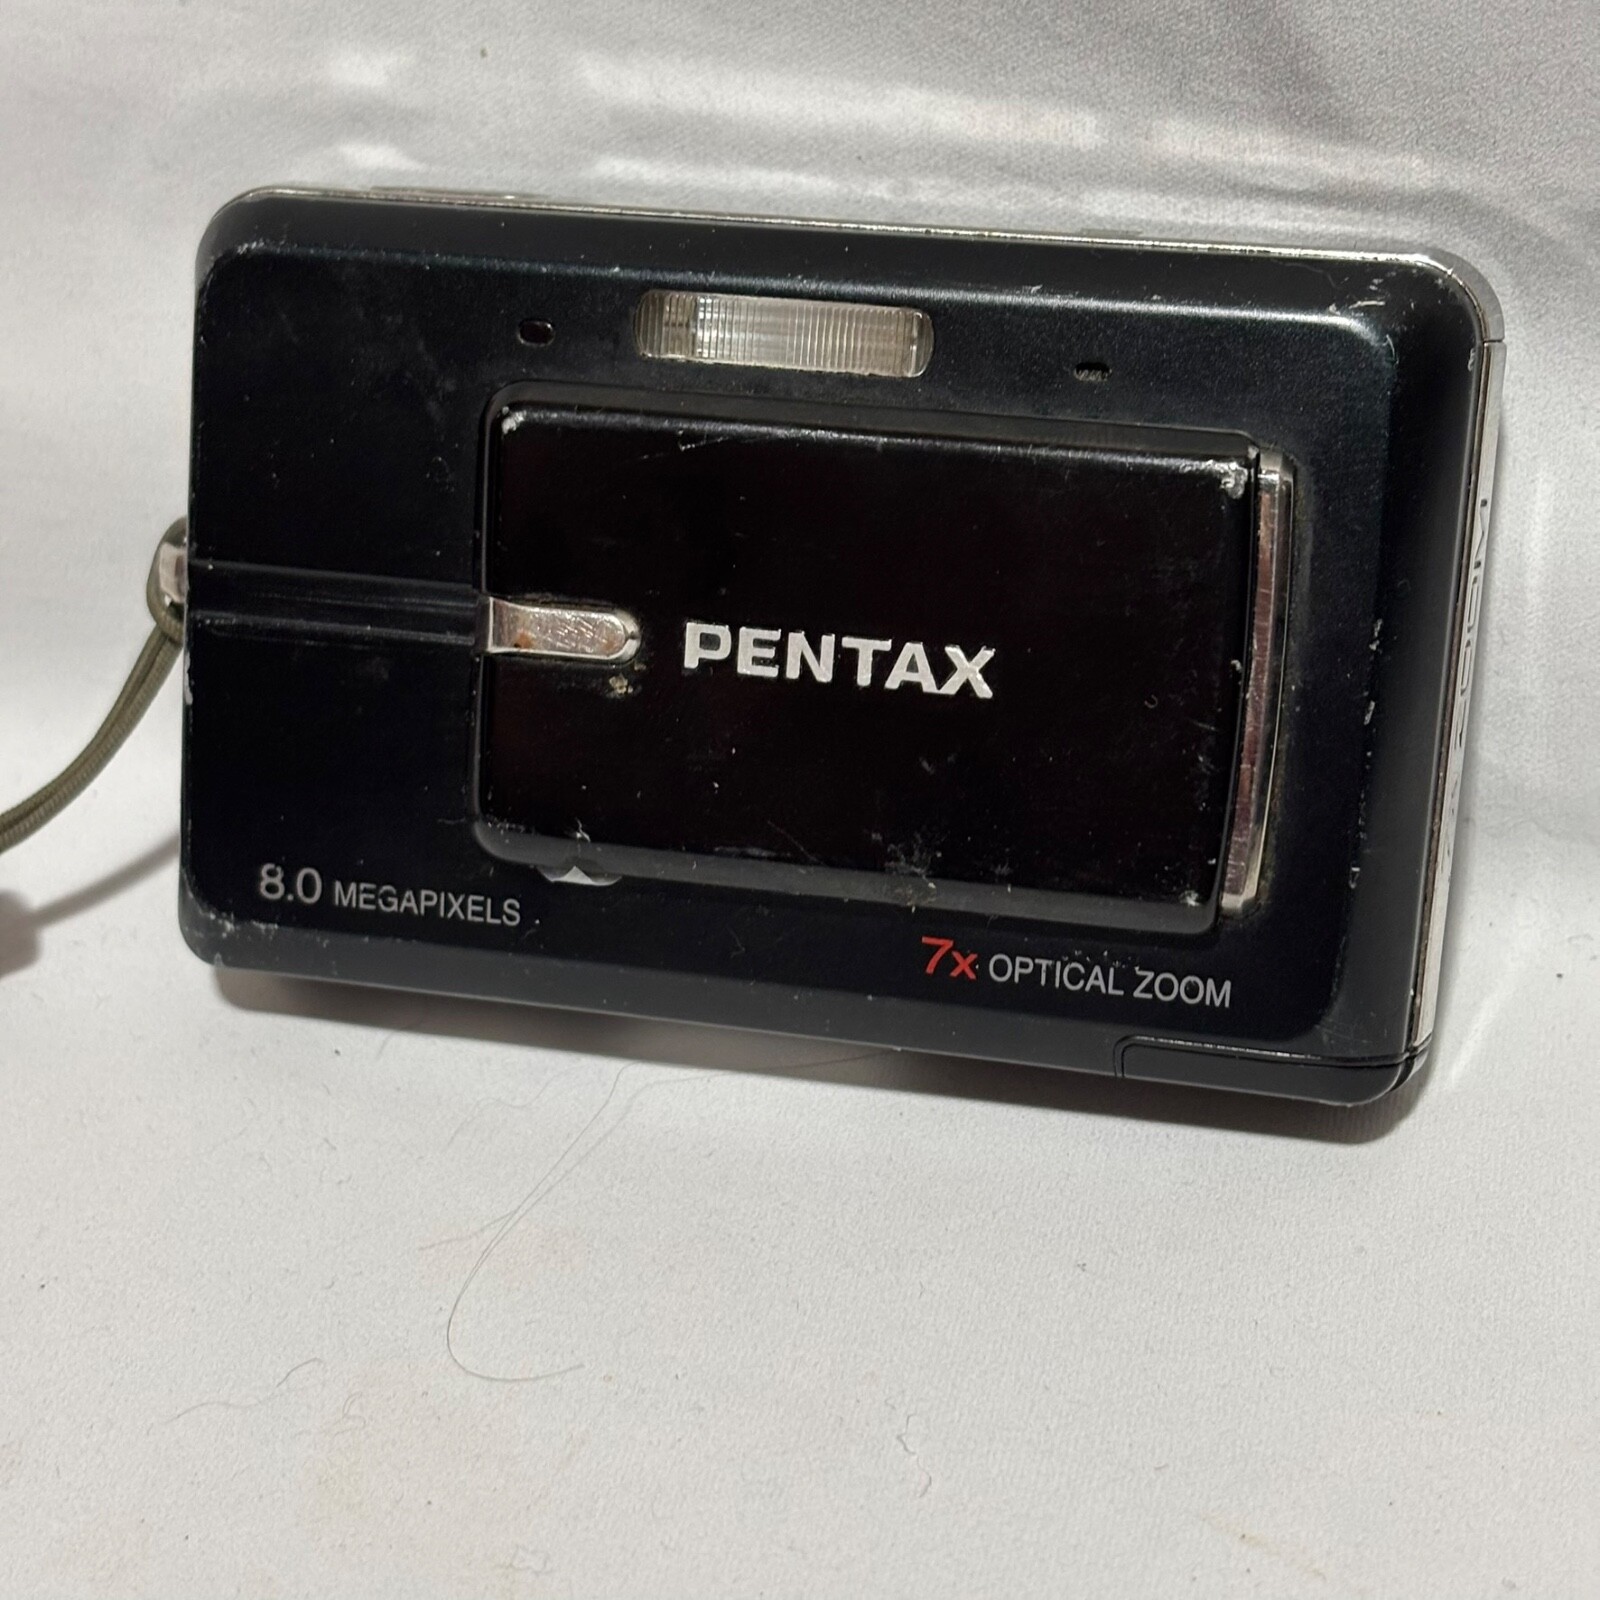 PENTAX
8.0 MEGAPIXELS
7x OPTICAL ZOOM